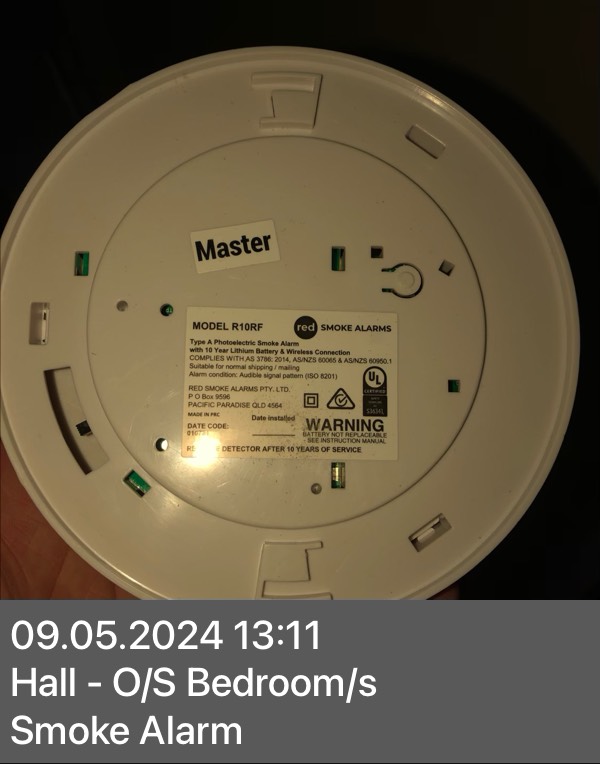 Master
MODEL R10RF
red SMOKE ALARMS
Type A Photoelectric Smoke Alarm
with 10 Year Lithium Battery & Wireless Connection
COMPLIES WITH AS 3786: 2014, AS/NZS 60065 & AS/NZS 60950.1
Suitable for normal shipping / mailing
Alarm condition: Audible signal pattern (ISO 8201)
RED SMOKE ALARMS PTY. LTD.
P O Box 9596
PACIFIC PARADISE QLD 4564
MADE IN PRC
UL
CERTIFIED
Date installed
DATE CODE:
WARNING
BATTERY NOT REPLACEABLE
SEE INSTRUCTION MANUAL
DETECTOR AFTER 10 YEARS OF SERVICE
09.05.2024 13:11
Hall - O/S Bedroom/s
Smoke Alarm